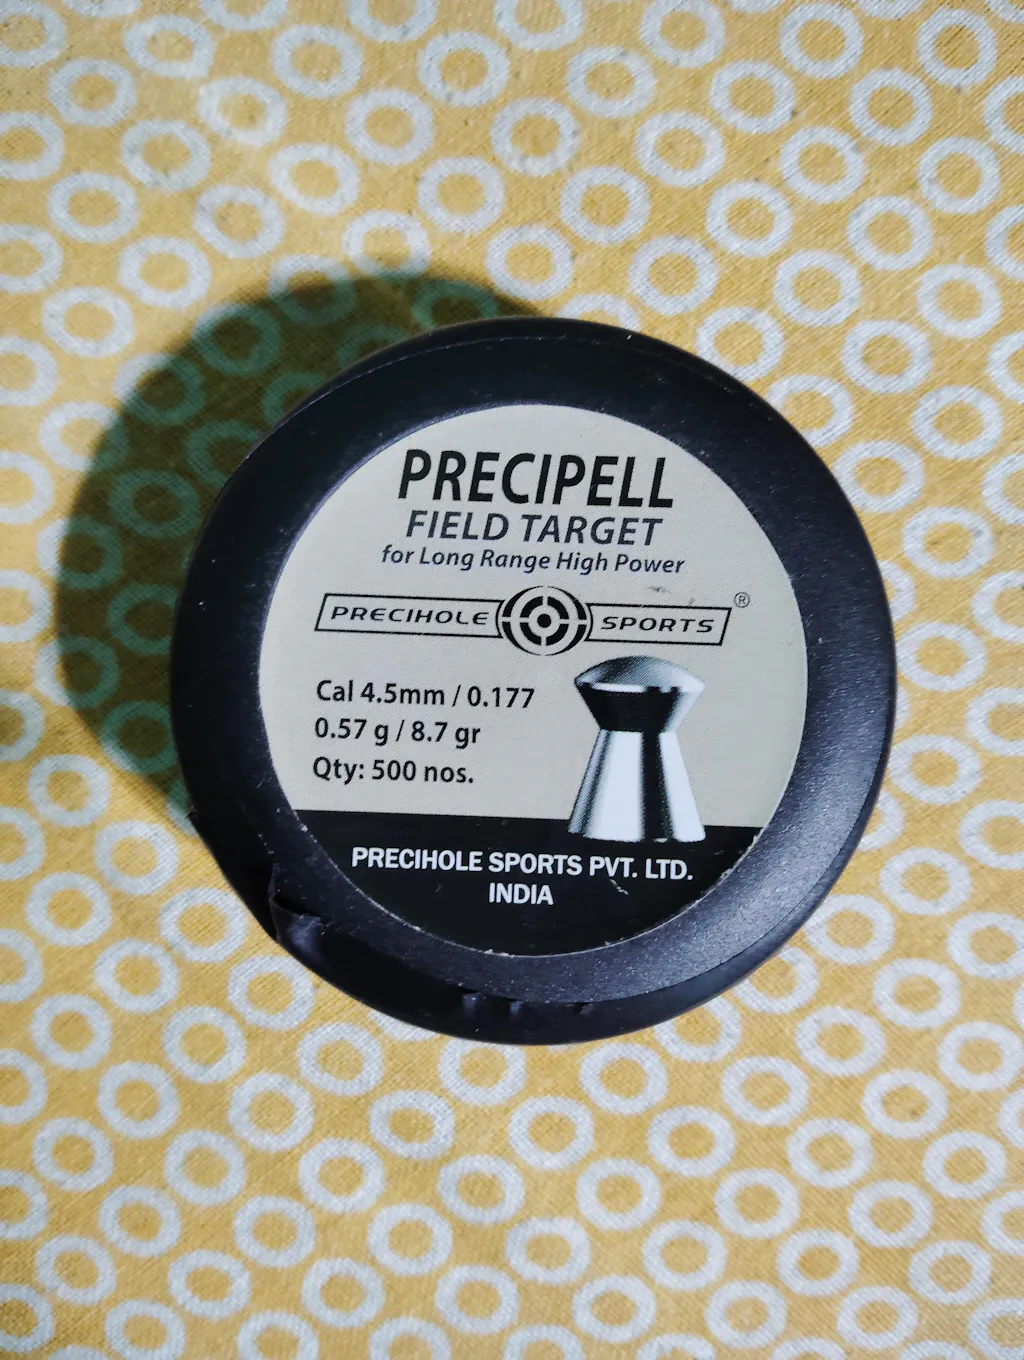 PRECIPELL
FIELD TARGET
for Long Range High Power
PRECIHOLE SPORTS ®
Cal 4.5mm / 0.177
0.57 g / 8.7 gr
Qty: 500 nos.
PRECIHOLE SPORTS PVT. LTD.
INDIA